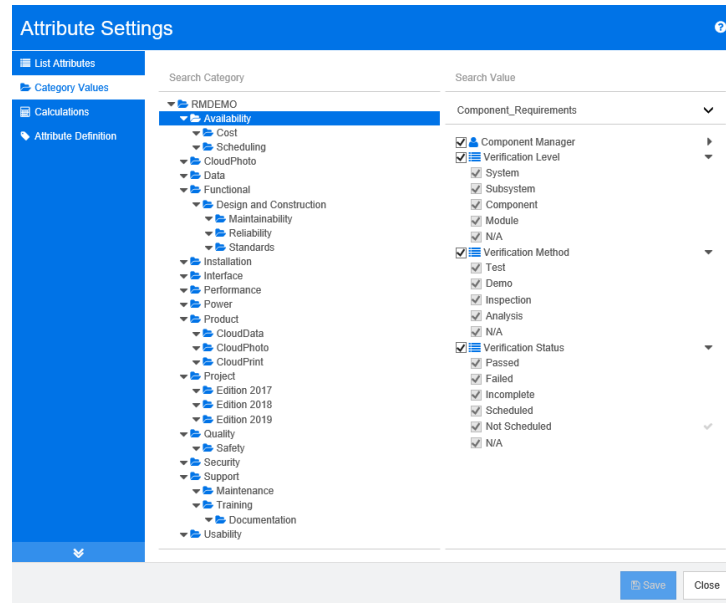 Attribute Settings
List Attributes
Category Values
Calculations
Attribute Definition
Search Category
RMDEMO
Availability
Cost
Scheduling
CloudPhoto
Data
Functional
Design and Construction
Maintainability
Reliability
Standards
Installation
Interface
Performance
Power
Product
CloudData
CloudPhoto
CloudPrint
Project
Edition 2017
Edition 2018
Edition 2019
Quality
Safety
Security
Support
Maintenance
Training
Documentation
Usability
Search Value
Component_Requirements
Component Manager
Verification Level
System
Subsystem
Component
Module
N/A
Verification Method
Test
Demo
Inspection
Analysis
N/A
Verification Status
Passed
Failed
Incomplete
Scheduled
Not Scheduled
N/A
Save
Close